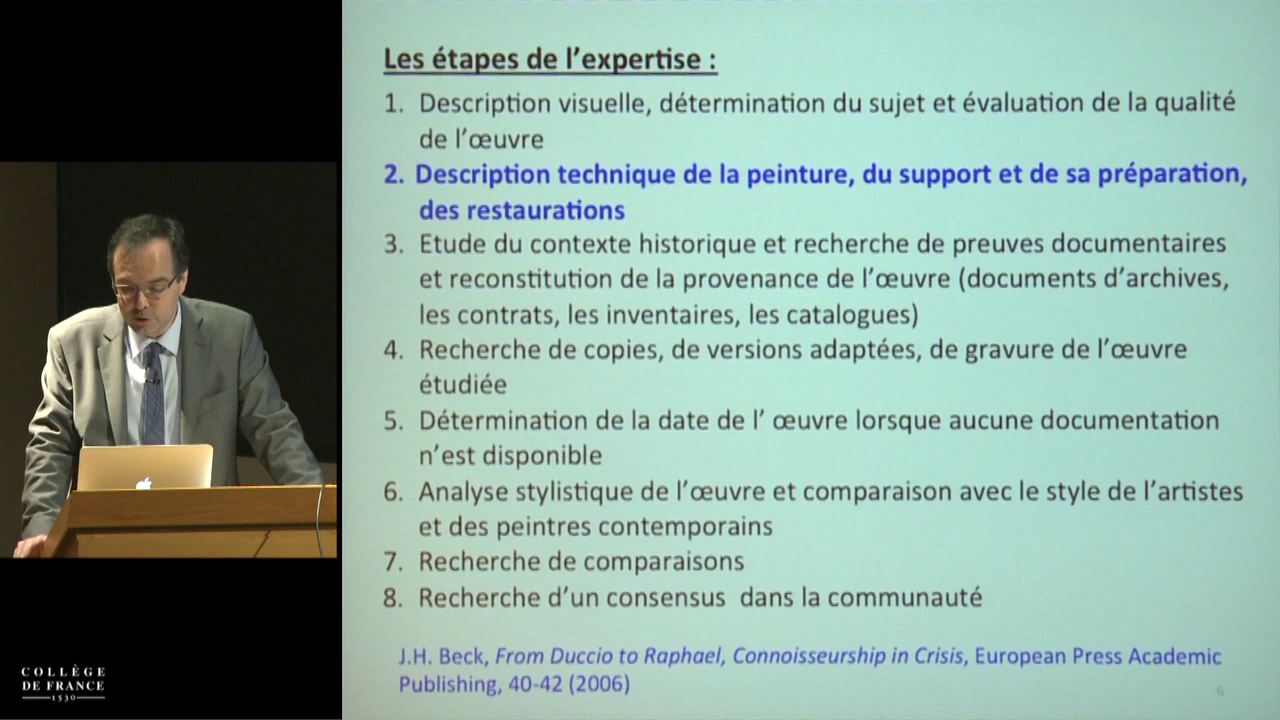 Les étapes de l'expertise :
1. Description visuelle, détermination du sujet et évaluation de la qualité
de l'œuvre
2. Description technique de la peinture, du support et de sa préparation,
des restaurations
3. Etude du contexte historique et recherche de preuves documentaires
et reconstitution de la provenance de l'œuvre (documents d'archives,
les contrats, les inventaires, les catalogues)
4. Recherche de copies, de versions adaptées, de gravure de l'œuvre
étudiée
5. Détermination de la date de l' œuvre lorsque aucune documentation
n'est disponible
6. Analyse stylistique de l'œuvre et comparaison avec le style de l'artistes
et des peintres contemporains
7. Recherche de comparaisons
8. Recherche d'un consensus dans la communauté
J.H. Beck, From Duccio to Raphael, Connoisseurship in Crisis, European Press Academic
Publishing, 40-42 (2006)
6
COLLÈGE
DE FRANCE
1530